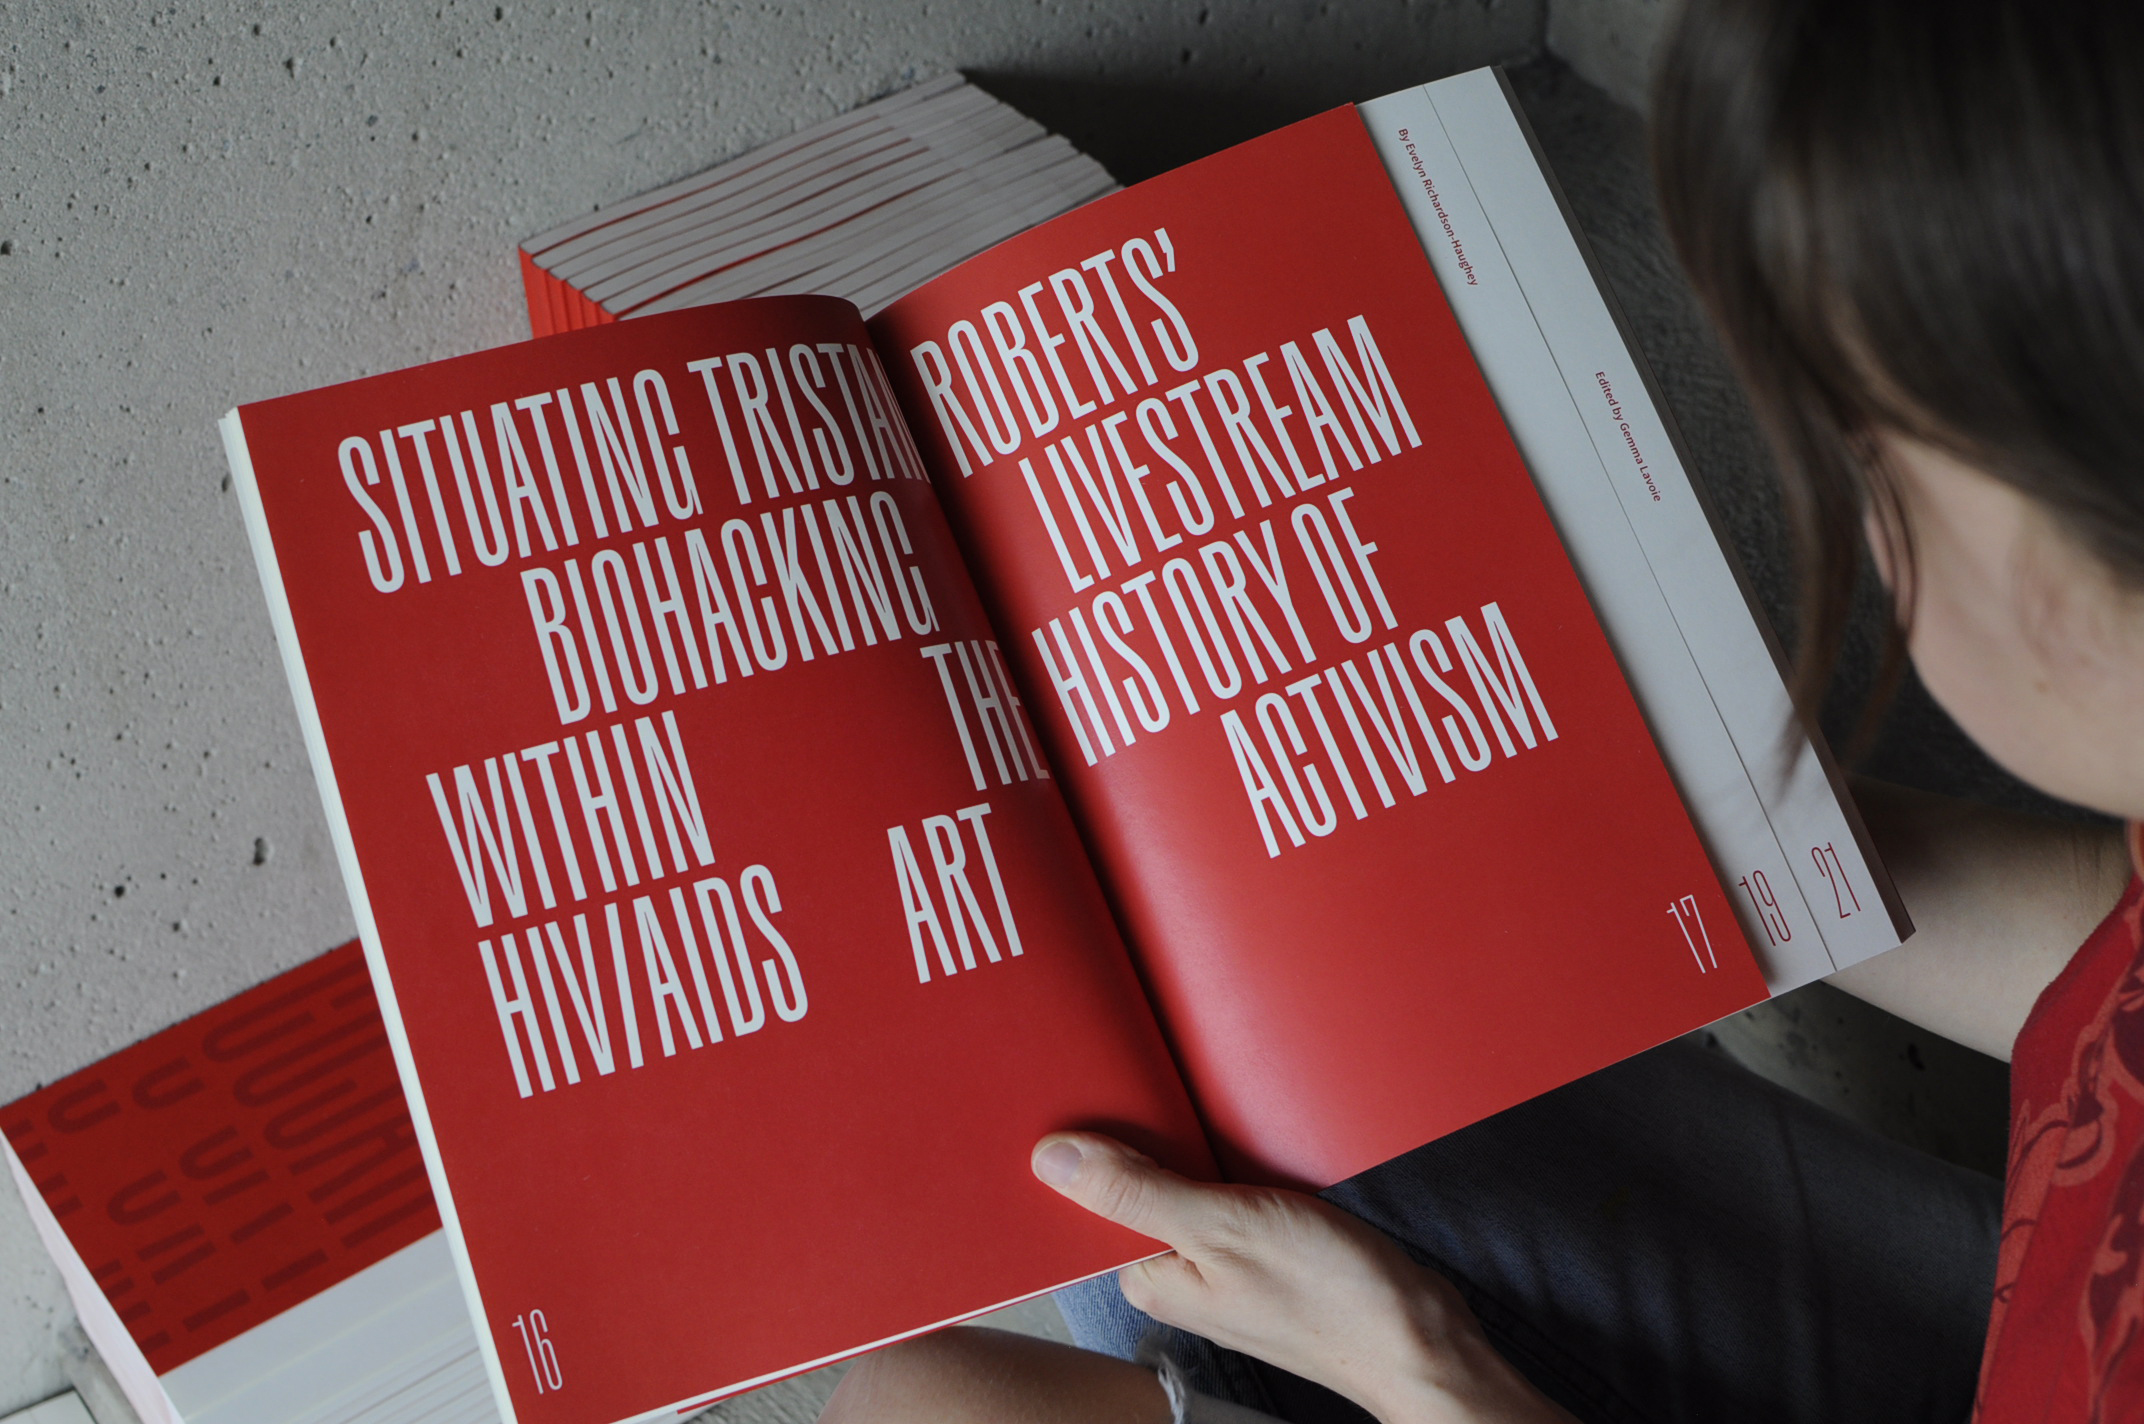 SITUATING TRISTAN ROBERTS'
BIOHACKING LIVESTREAM
WITHIN THE HISTORY OF
HIV/AIDS ART ACTIVISM
By Evelyn Richardson-Haughey
Edited by Gemma Lavoie
16
17
19
21